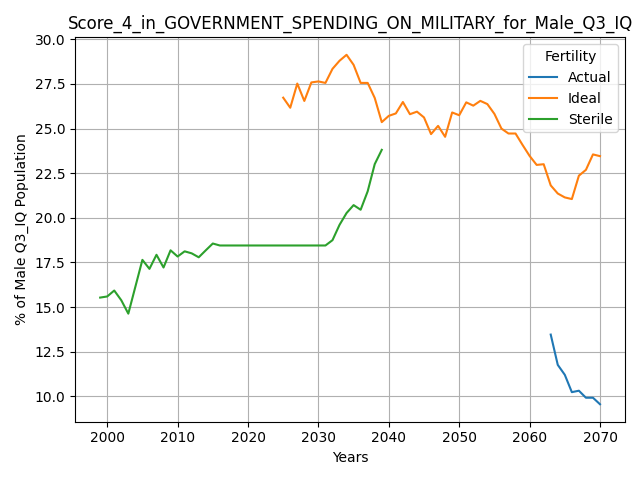 Score_4_in_GOVERNMENT_SPENDING_ON_MILITARY_for_Male_Q3_IQ
% of Male Q3_IQ Population
30.0
27.5
25.0
22.5
20.0
17.5
15.0
12.5
10.0
Fertility
Actual
Ideal
Sterile
2000 2010 2020 2030 2040 2050 2060 2070
Years